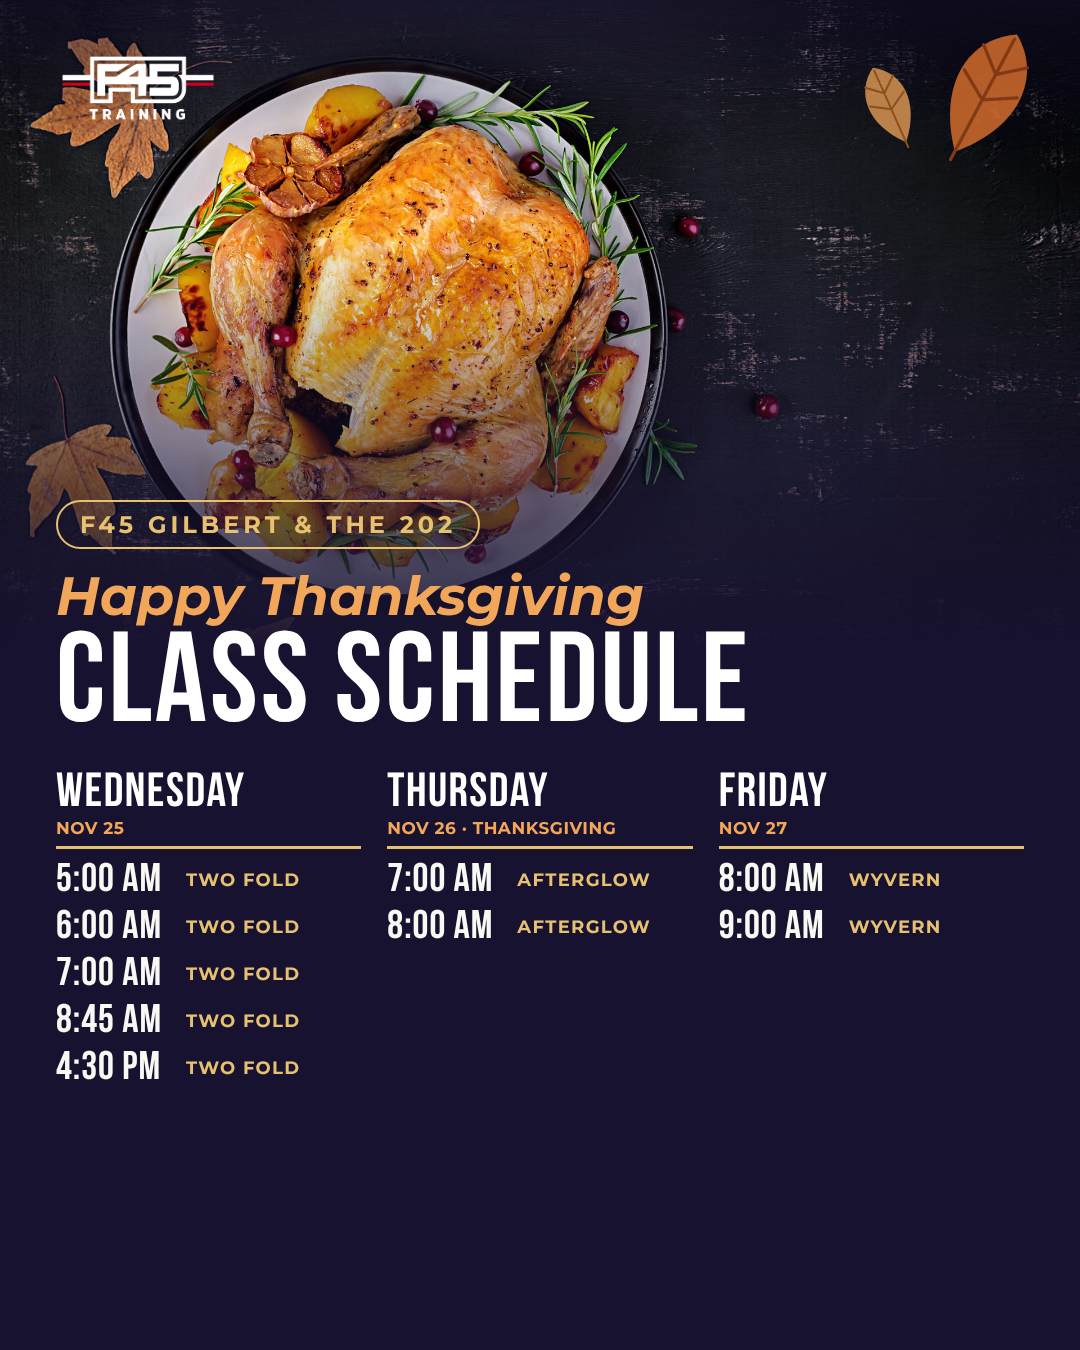 F45
TRAINING
F45 GILBERT & THE 202
Happy Thanksgiving
CLASS SCHEDULE
WEDNESDAY
NOV 25
5:00 AM TWO FOLD
6:00 AM TWO FOLD
7:00 AM TWO FOLD
8:45 AM TWO FOLD
4:30 PM TWO FOLD
THURSDAY
NOV 26 · THANKSGIVING
7:00 AM AFTERGLOW
8:00 AM AFTERGLOW
FRIDAY
NOV 27
8:00 AM WYVERN
9:00 AM WYVERN